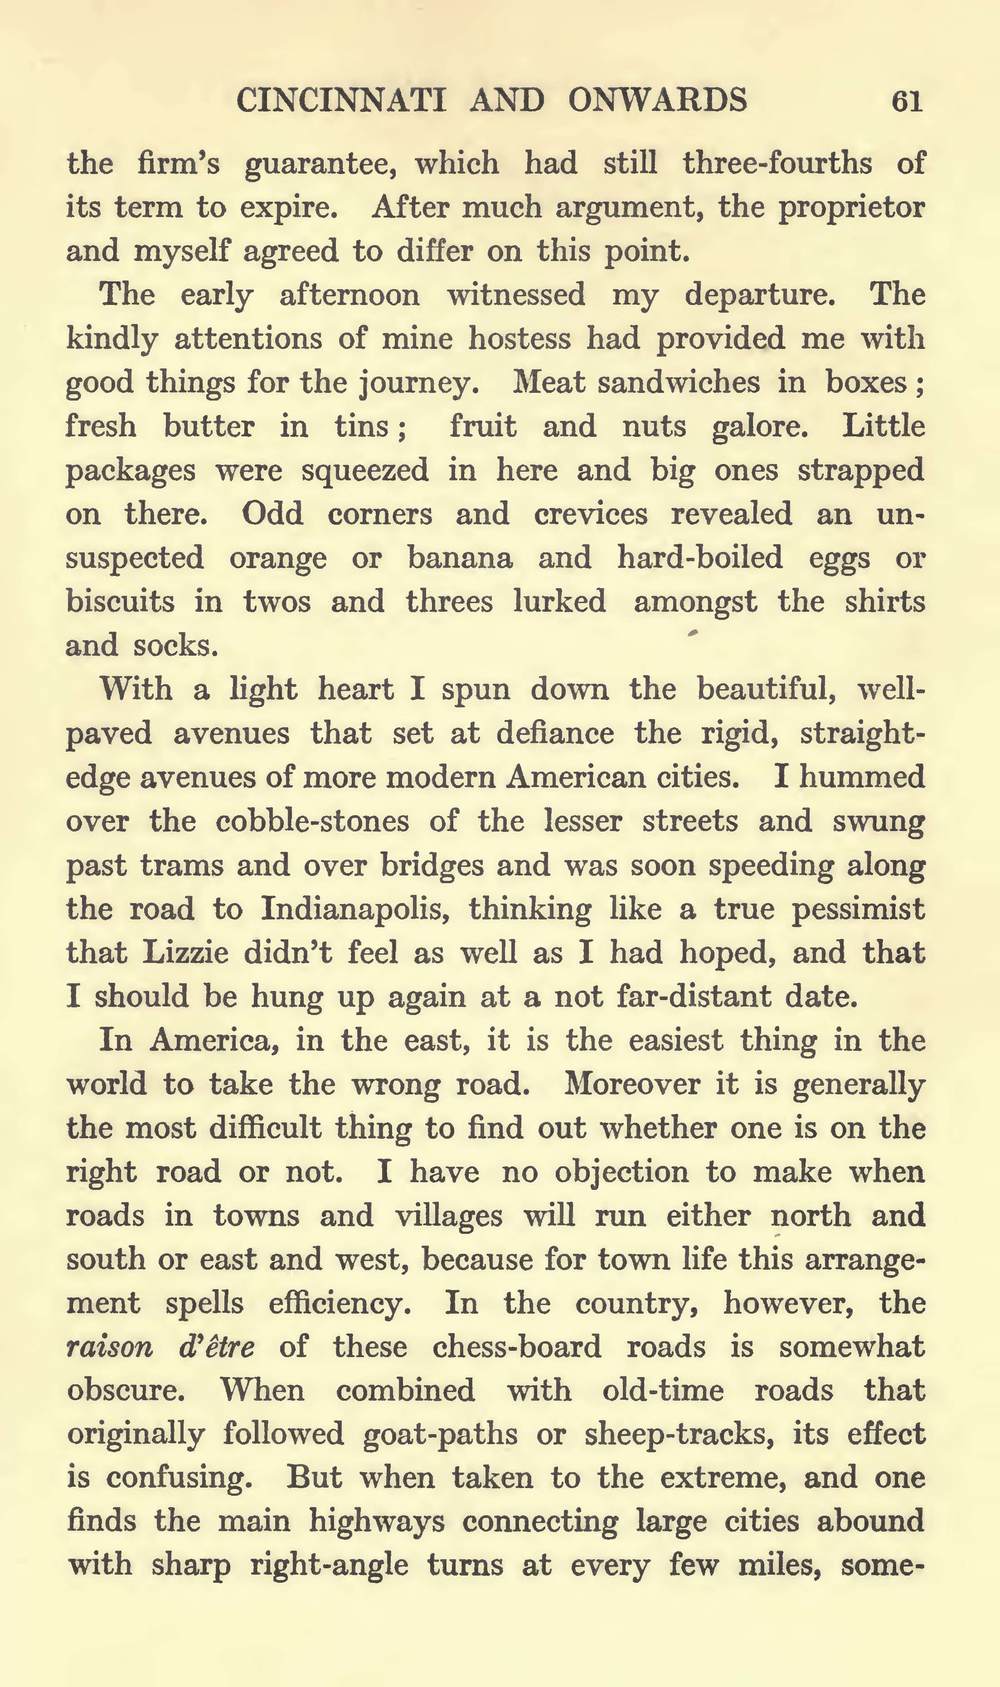 CINCINNATI AND ONWARDS 61
the firm's guarantee, which had still three-fourths of
its term to expire. After much argument, the proprietor
and myself agreed to differ on this point.
The early afternoon witnessed my departure. The
kindly attentions of mine hostess had provided me with
good things for the journey. Meat sandwiches in boxes ;
fresh butter in tins ; fruit and nuts galore. Little
packages were squeezed in here and big ones strapped
on there. Odd corners and crevices revealed an un-
suspected orange or banana and hard-boiled eggs or
biscuits in twos and threes lurked amongst the shirts
and socks.
With a light heart I spun down the beautiful, well-
paved avenues that set at defiance the rigid, straight-
edge avenues of more modern American cities. I hummed
over the cobble-stones of the lesser streets and swung
past trams and over bridges and was soon speeding along
the road to Indianapolis, thinking like a true pessimist
that Lizzie didn't feel as well as I had hoped, and that
I should be hung up again at a not far-distant date.
In America, in the east, it is the easiest thing in the
world to take the wrong road. Moreover it is generally
the most difficult thing to find out whether one is on the
right road or not. I have no objection to make when
roads in towns and villages will run either north and
south or east and west, because for town life this arrange-
ment spells efficiency. In the country, however, the
raison d'être of these chess-board roads is somewhat
obscure. When combined with old-time roads that
originally followed goat-paths or sheep-tracks, its effect
is confusing. But when taken to the extreme, and one
finds the main highways connecting large cities abound
with sharp right-angle turns at every few miles, some-